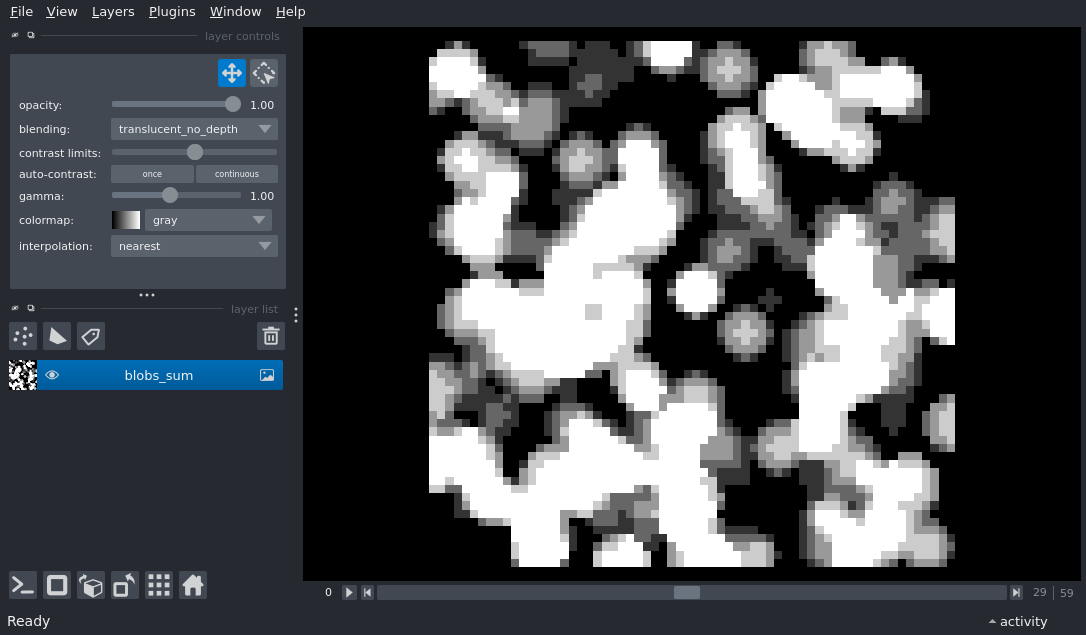 File View Layers Plugins Window Help
layer controls
opacity: 1.00
blending: translucent_no_depth
contrast limits:
auto-contrast: once continuous
gamma: 1.00
colormap: gray
interpolation: nearest
layer list
blobs_sum
0 29 59
Ready activity